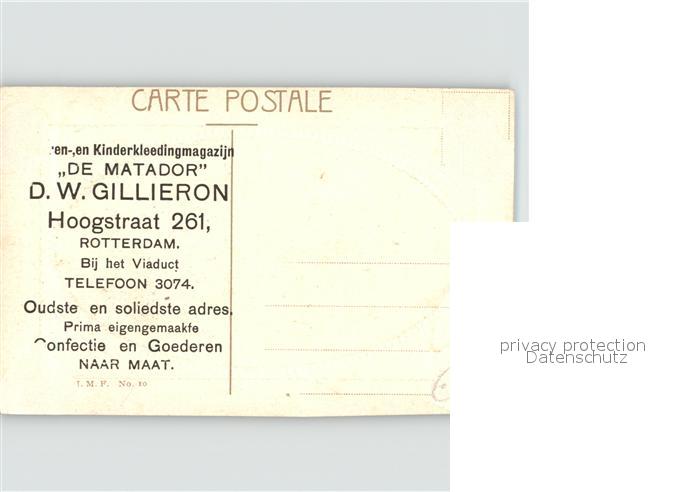 CARTE POSTALE
ren-,en Kinderkleedingmagazijn
„DE MATADOR”
D. W. GILLIERON
Hoogstraat 261,
ROTTERDAM.
Bij het Viaduct
TELEFOON 3074.
Oudste en soliedste adres.
Prima eigengemaakte
Confectie en Goederen
NAAR MAAT.
I. M. F. No. 10
privacy protection
Datenschutz